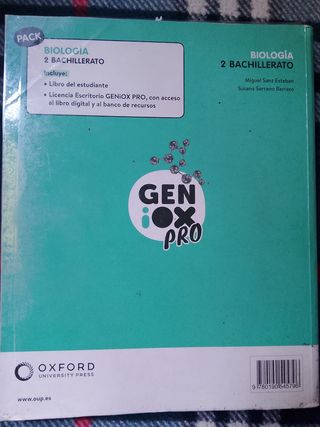 PACK
BIOLOGÍA
2 BACHILLERATO
Incluye:
• Libro del estudiante
• Licencia Escritorio GENiOX PRO, con acceso
al libro digital y al banco de recursos
BIOLOGÍA
2 BACHILLERATO
Miguel Sanz Esteban
Susana Serrano Barrero
GEN
iOX
PRO
OXFORD
UNIVERSITY PRESS
www.oup.es